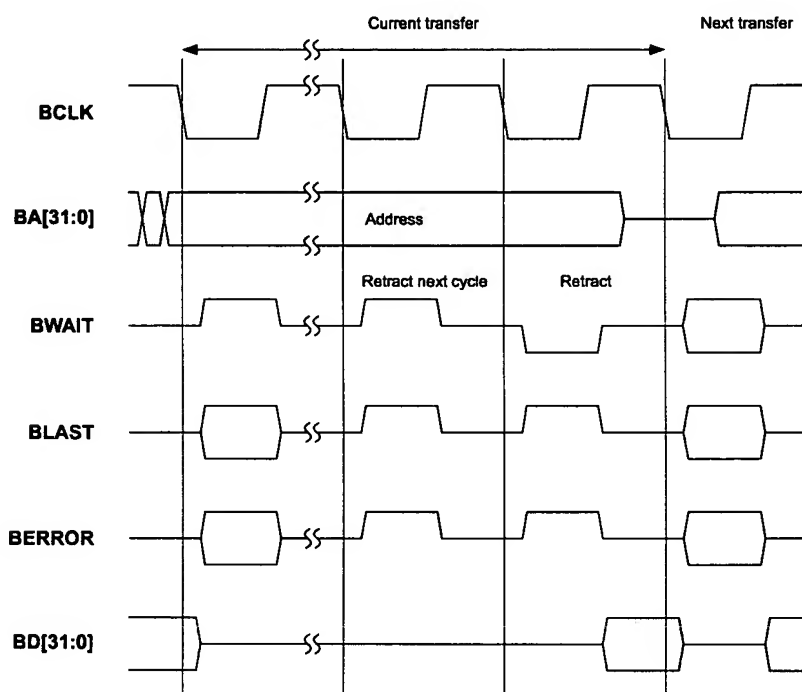 Current transfer
Next transfer
BCLK
BA[31:0]
Address
Retract next cycle
Retract
BWAIT
BLAST
BERROR
BD[31:0]